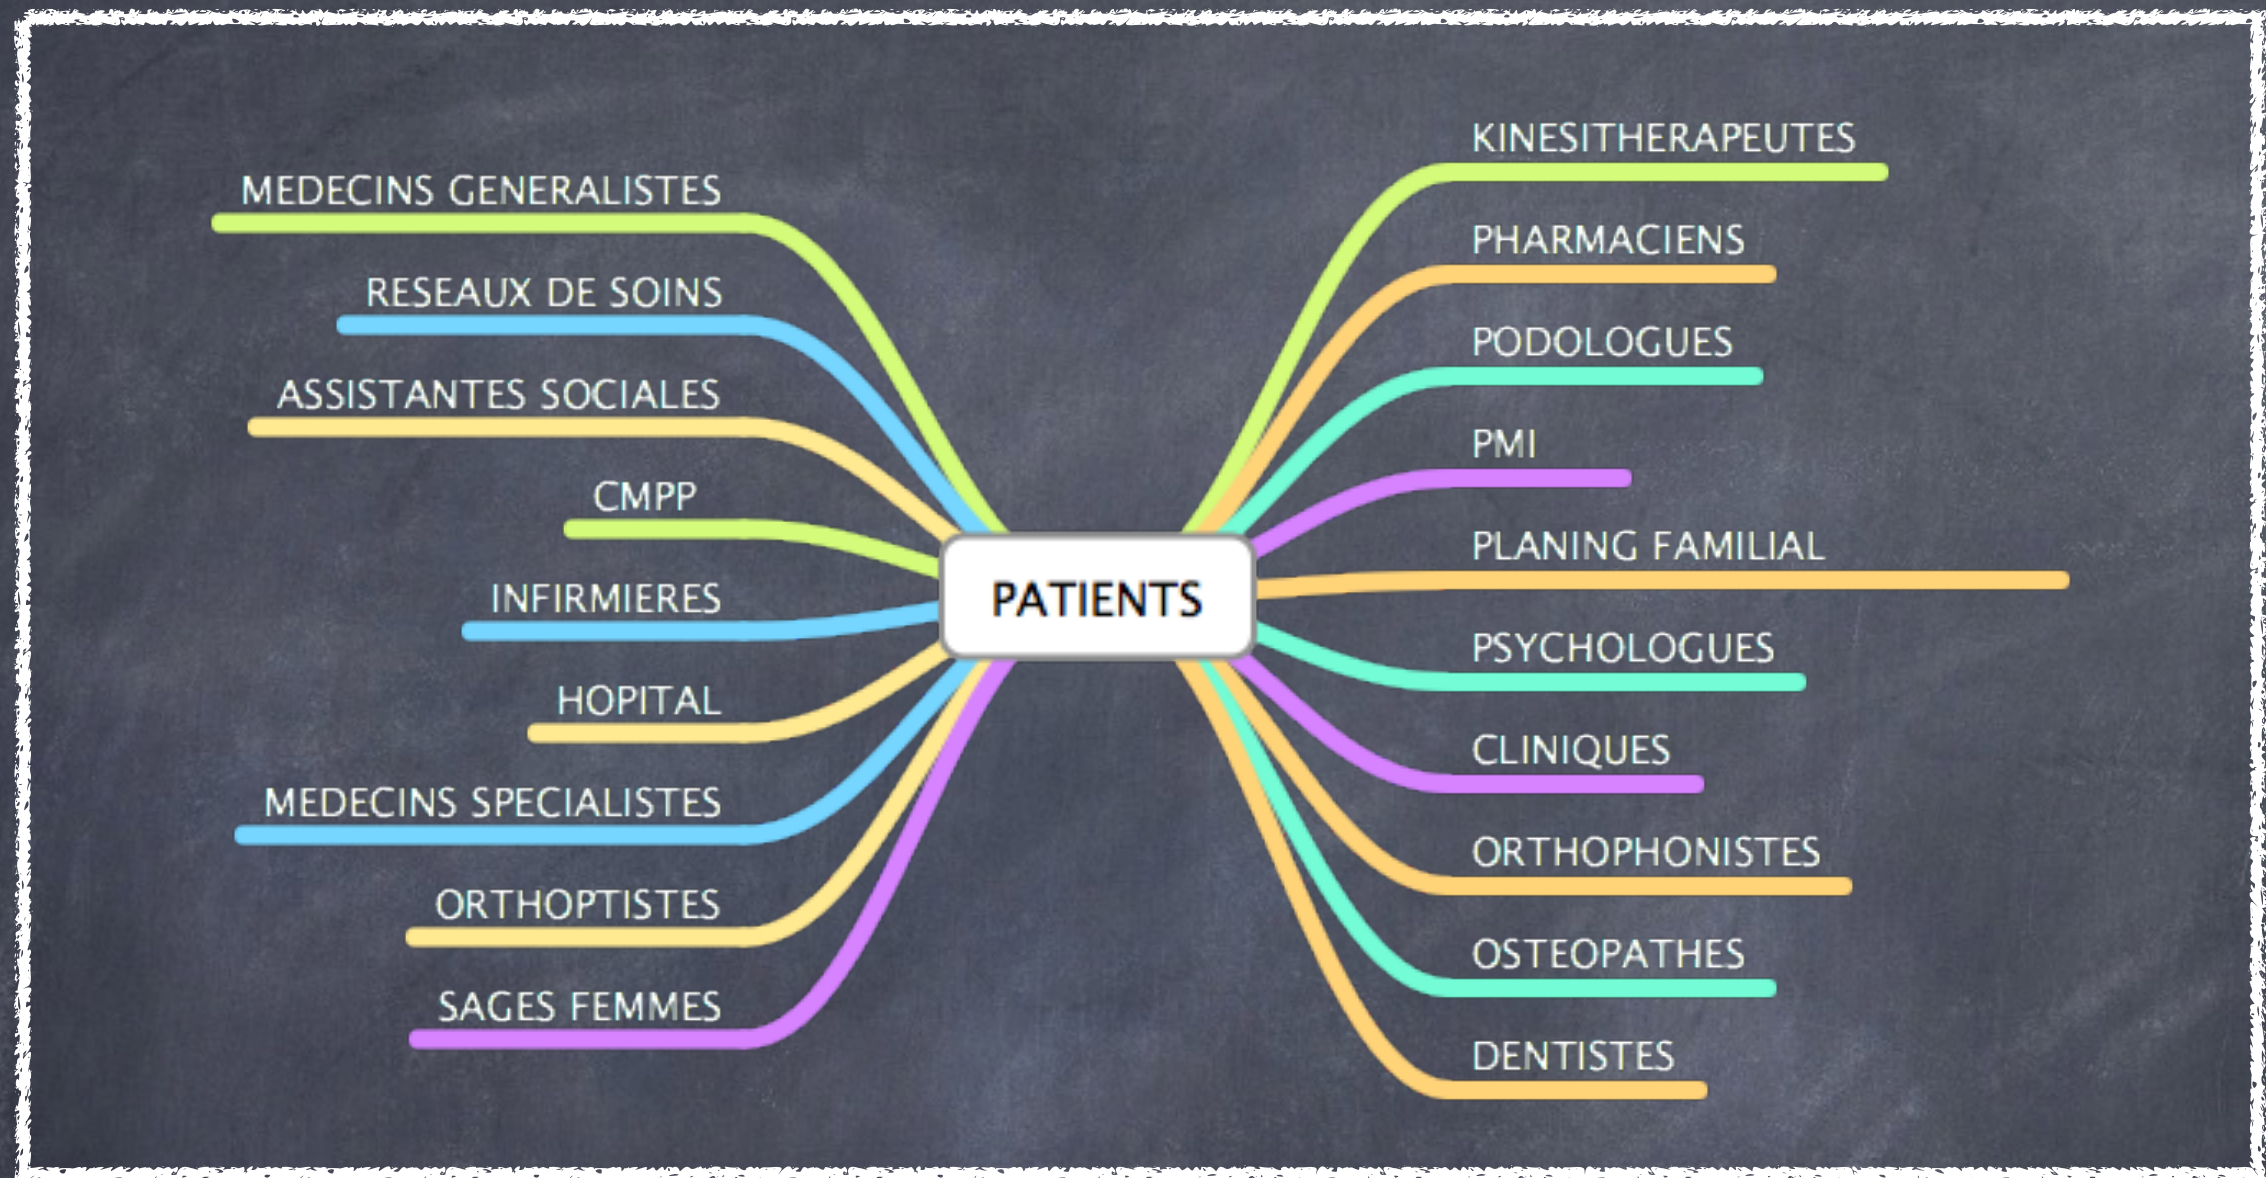 MEDECINS GENERALISTES
RESEAUX DE SOINS
ASSISTANTES SOCIALES
CMPP
INFIRMIERES
HOPITAL
MEDECINS SPECIALISTES
ORTHOPTISTES
SAGES FEMMES
PATIENTS
KINESITHERAPEUTES
PHARMACIENS
PODOLOGUES
PMI
PLANING FAMILIAL
PSYCHOLOGUES
CLINIQUES
ORTHOPHONISTES
OSTEOPATHES
DENTISTES